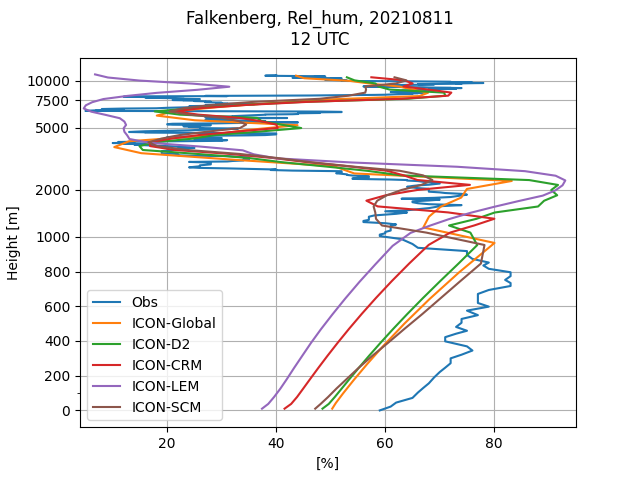 Falkenberg, Rel_hum, 20210811
12 UTC
Height [m]
10000
7500
5000
2000
1000
800
600
400
200
0
Obs
ICON-Global
ICON-D2
ICON-CRM
ICON-LEM
ICON-SCM
20
40
60
80
[%]